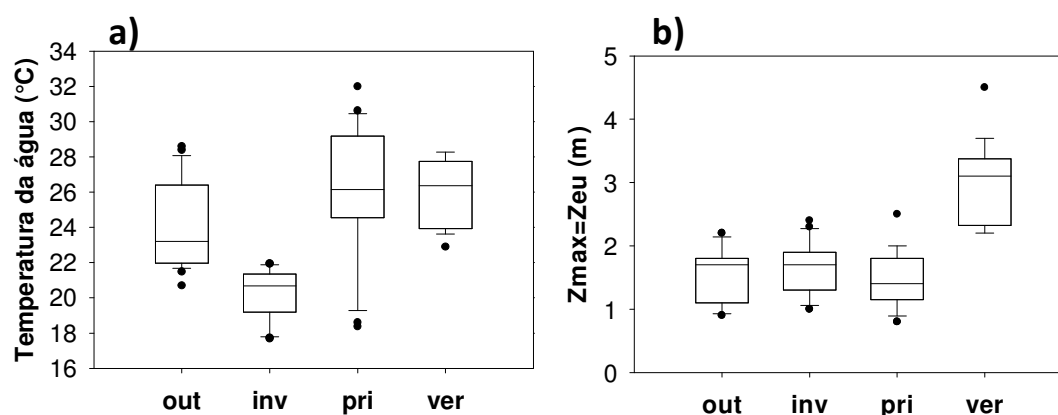 a)
Temperatura da água (°C)
34
32
30
28
26
24
22
20
18
16
out inv pri ver
b)
Zmax=Zeu (m)
5
4
3
2
1
0
out inv pri ver